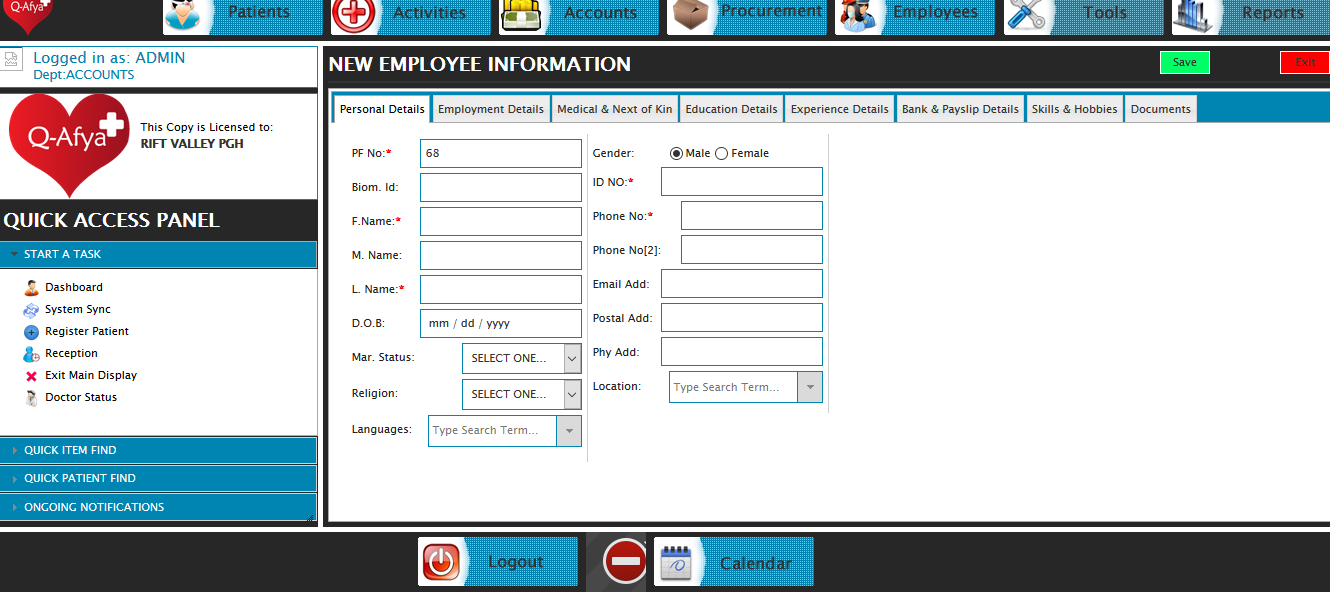 Q-Afya
Patients
Activities
Accounts
Procurement
Employees
Tools
Reports
Logged in as: ADMIN
Dept:ACCOUNTS
Q-Afya
This Copy is Licensed to:
RIFT VALLEY PGH
QUICK ACCESS PANEL
START A TASK
Dashboard
System Sync
Register Patient
Reception
Exit Main Display
Doctor Status
QUICK ITEM FIND
QUICK PATIENT FIND
ONGOING NOTIFICATIONS
NEW EMPLOYEE INFORMATION
Save
Exit
Personal Details
Employment Details
Medical & Next of Kin
Education Details
Experience Details
Bank & Payslip Details
Skills & Hobbies
Documents
PF No:* 68
Biom. Id:
F.Name:*
M. Name:
L. Name:*
D.O.B: mm / dd / yyyy
Mar. Status: SELECT ONE...
Religion: SELECT ONE...
Languages: Type Search Term...
Gender: Male Female
ID NO:*
Phone No:*
Phone No[2]:
Email Add:
Postal Add:
Phy Add:
Location: Type Search Term...
Logout
Calendar